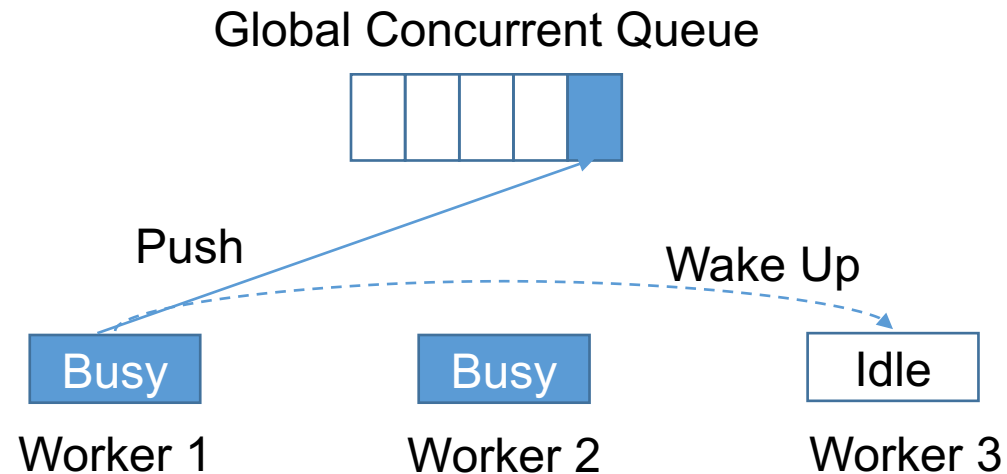 Global Concurrent Queue
Push
Wake Up
Busy
Busy
Idle
Worker 1
Worker 2
Worker 3